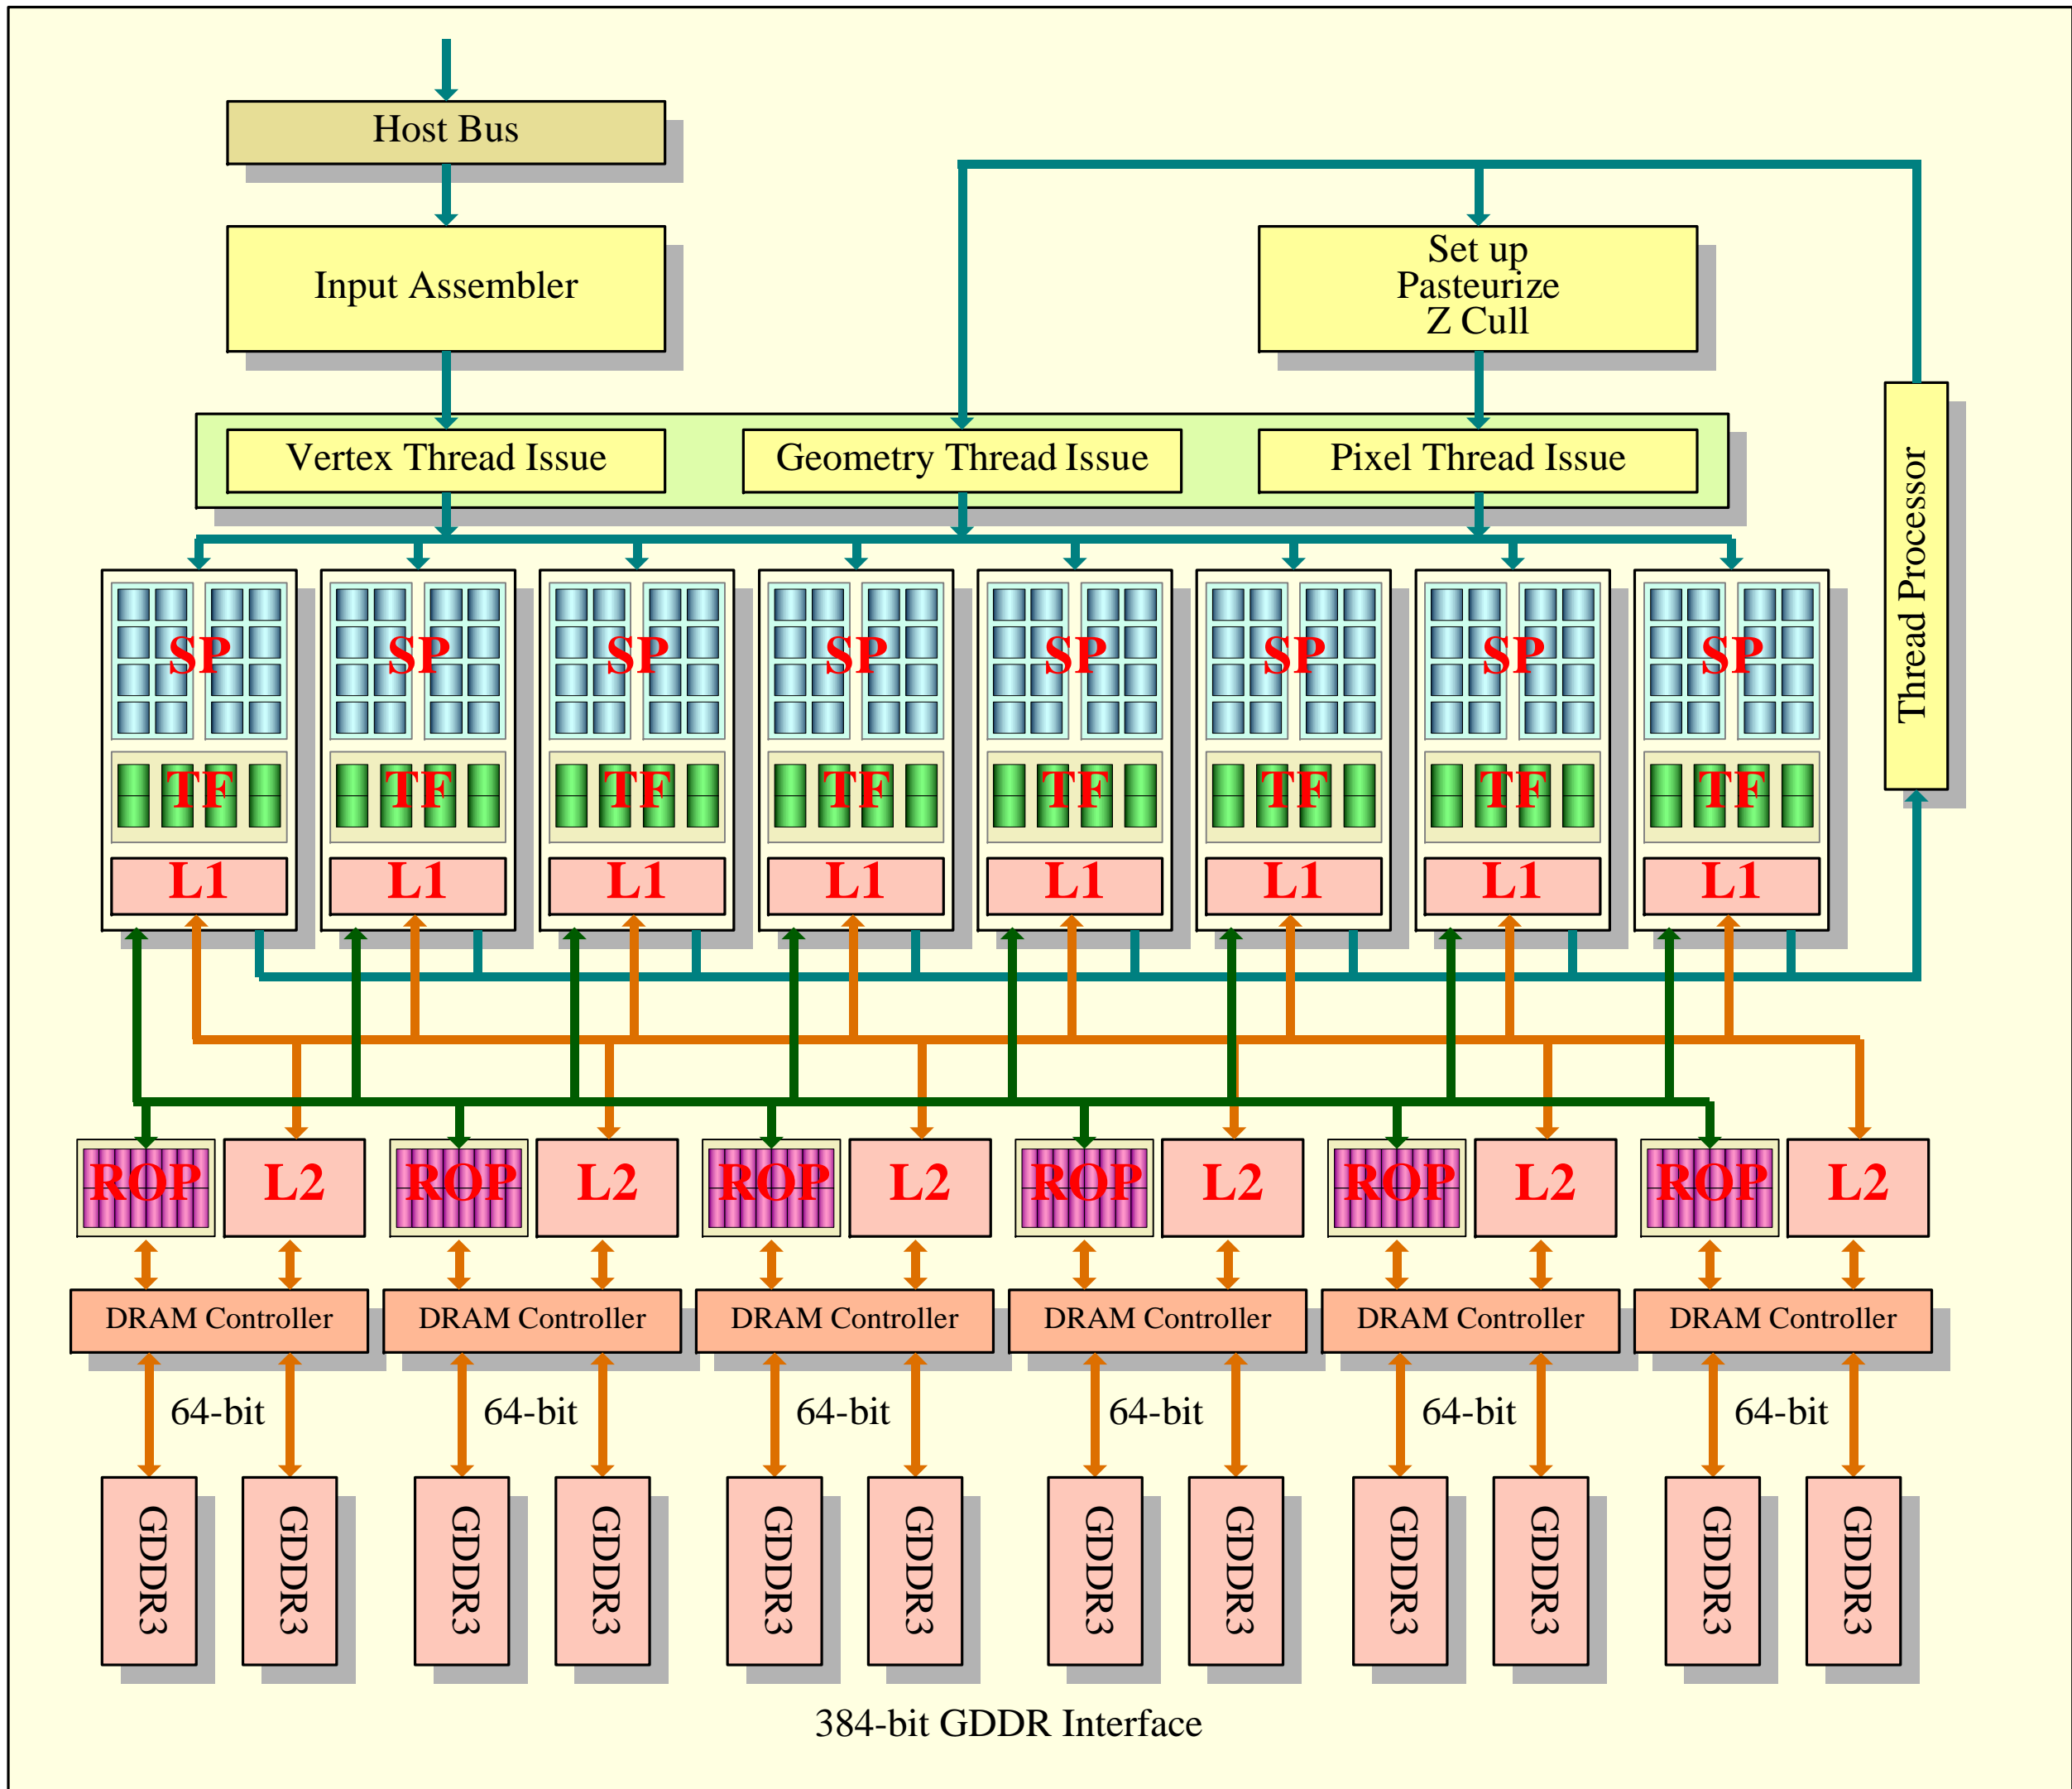 Host Bus
Input Assembler
Set up
Pasteurize
Z Cull
Vertex Thread Issue
Geometry Thread Issue
Pixel Thread Issue
Thread Processor
SP
SP
SP
SP
SP
SP
SP
SP
TF
TF
TF
TF
TF
TF
TF
TF
L1
L1
L1
L1
L1
L1
L1
L1
ROP
L2
ROP
L2
ROP
L2
ROP
L2
ROP
L2
ROP
L2
DRAM Controller
DRAM Controller
DRAM Controller
DRAM Controller
DRAM Controller
DRAM Controller
64-bit
64-bit
64-bit
64-bit
64-bit
64-bit
GDDR3
GDDR3
GDDR3
GDDR3
GDDR3
GDDR3
GDDR3
GDDR3
GDDR3
GDDR3
GDDR3
GDDR3
384-bit GDDR Interface